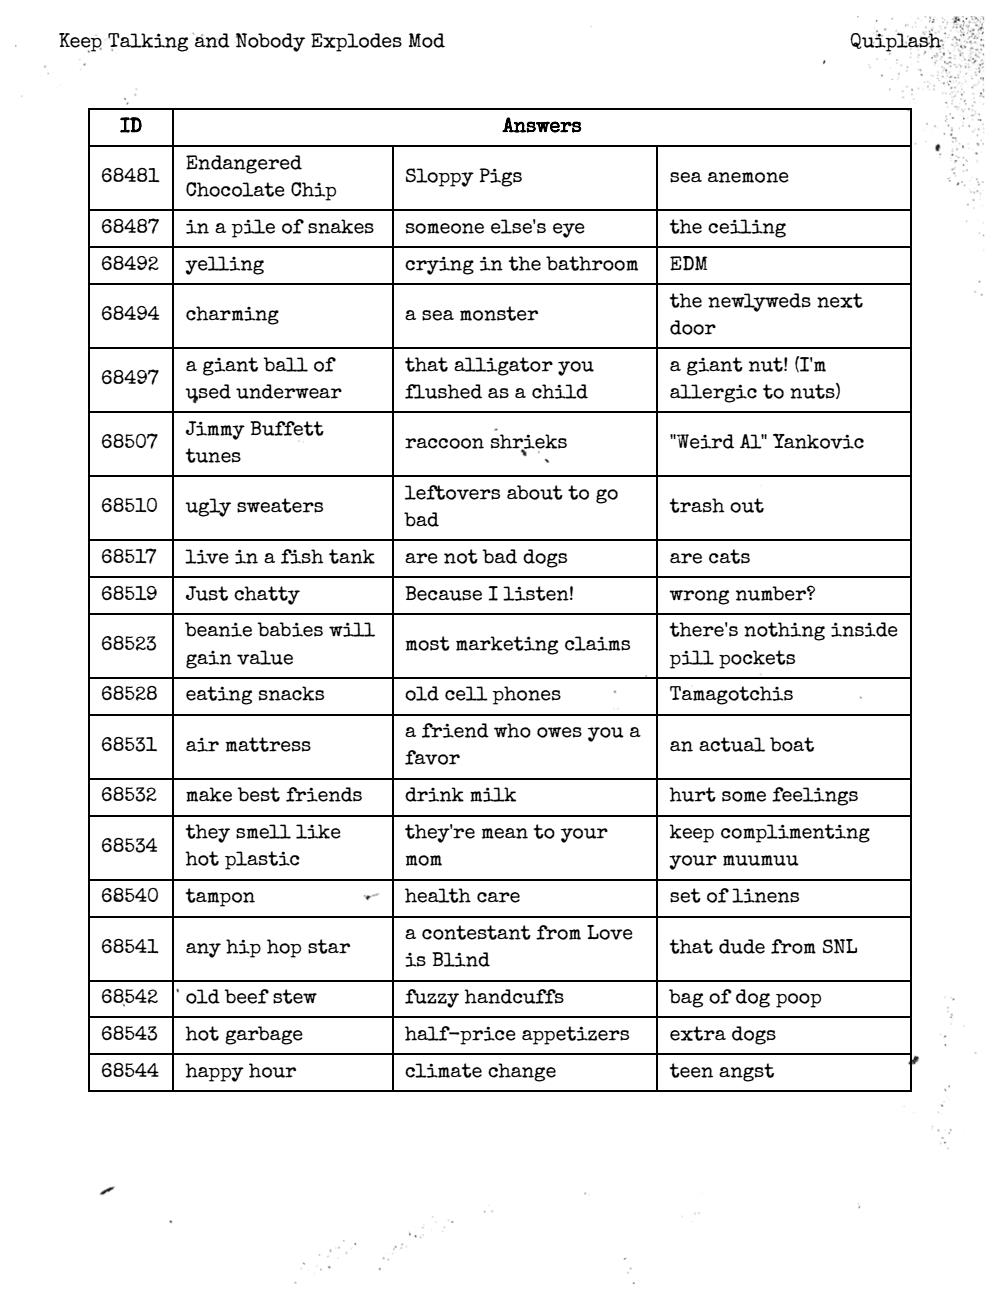 Keep Talking and Nobody Explodes Mod
Quiplash
ID
Answers
68481
Endangered
Chocolate Chip
Sloppy Pigs
sea anemone
68487
in a pile of snakes
someone else's eye
the ceiling
68492
yelling
crying in the bathroom
EDM
68494
charming
a sea monster
the newlyweds next
door
68497
a giant ball of
used underwear
that alligator you
flushed as a child
a giant nut! (I'm
allergic to nuts)
68507
Jimmy Buffett
tunes
raccoon shrieks
"Weird Al" Yankovic
68510
ugly sweaters
leftovers about to go
bad
trash out
68517
live in a fish tank
are not bad dogs
are cats
68519
Just chatty
Because I listen!
wrong number?
68523
beanie babies will
gain value
most marketing claims
there's nothing inside
pill pockets
68528
eating snacks
old cell phones
Tamagotchis
68531
air mattress
a friend who owes you a
favor
an actual boat
68532
make best friends
drink milk
hurt some feelings
68534
they smell like
hot plastic
they're mean to your
mom
keep complimenting
your muumuu
68540
tampon
health care
set of linens
68541
any hip hop star
a contestant from Love
is Blind
that dude from SNL
68542
old beef stew
fuzzy handcuffs
bag of dog poop
68543
hot garbage
half-price appetizers
extra dogs
68544
happy hour
climate change
teen angst